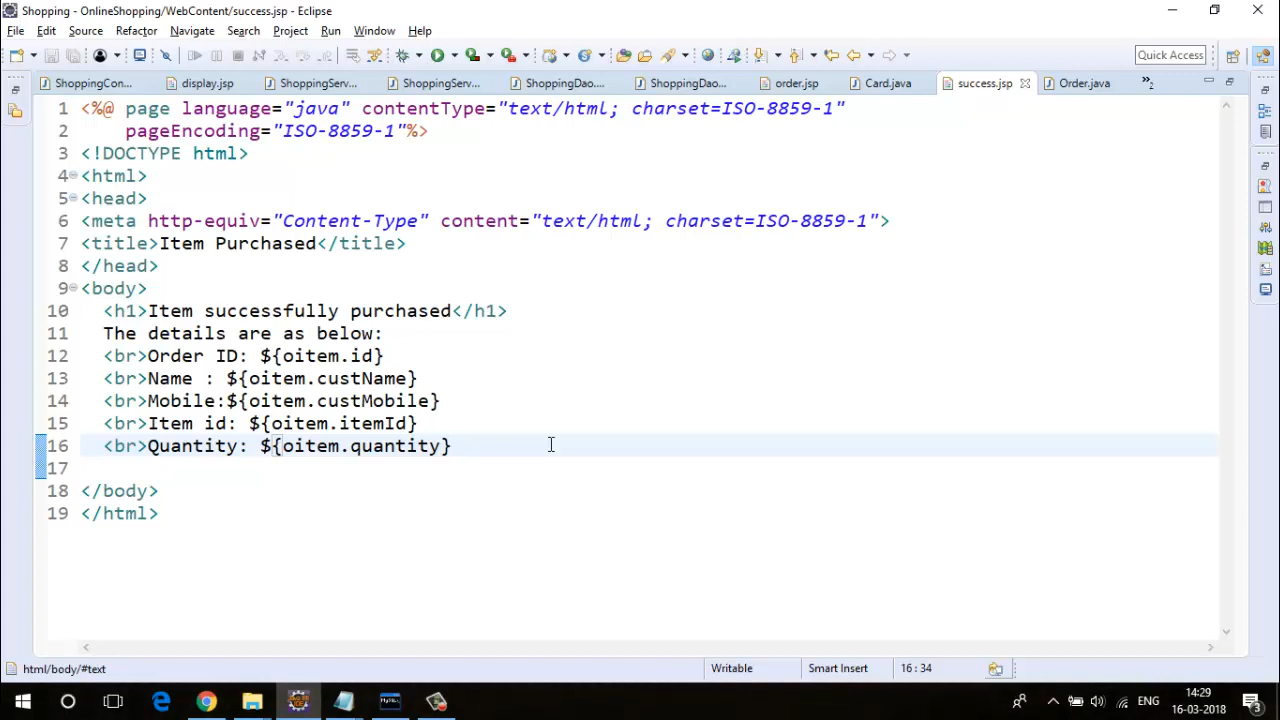 Shopping - OnlineShopping/WebContent/success.jsp - Eclipse
File Edit Source Refactor Navigate Search Project Run Window Help
Quick Access
ShoppingCon... display.jsp ShoppingServ... ShoppingServ... ShoppingDao... ShoppingDao... order.jsp Card.java success.jsp Order.java »2
1 <%@ page language="java" contentType="text/html; charset=ISO-8859-1"
2 pageEncoding="ISO-8859-1"%>
3 <!DOCTYPE html>
4 <html>
5 <head>
6 <meta http-equiv="Content-Type" content="text/html; charset=ISO-8859-1">
7 <title>Item Purchased</title>
8 </head>
9 <body>
10 <h1>Item successfully purchased</h1>
11 The details are as below:
12 <br>Order ID: ${oitem.id}
13 <br>Name : ${oitem.custName}
14 <br>Mobile:${oitem.custMobile}
15 <br>Item id: ${oitem.itemId}
16 <br>Quantity: ${oitem.quantity}
17
18 </body>
19 </html>
html/body/#text Writable Smart Insert 16:34
ENG 14:29
16-03-2018 3